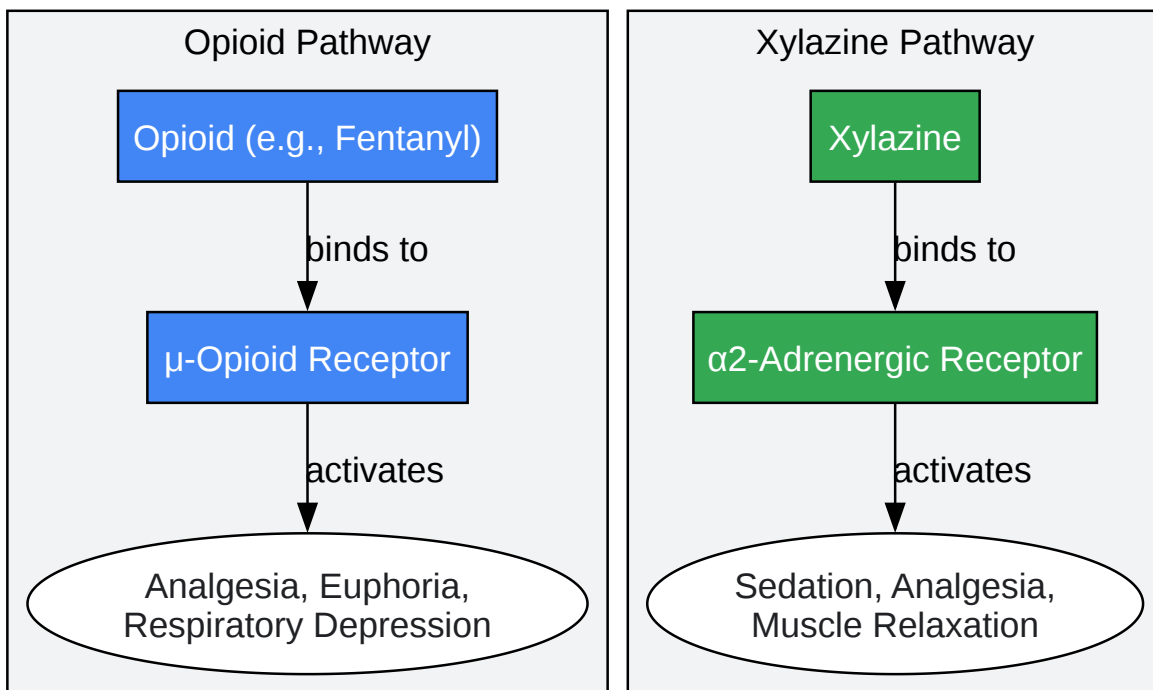 Opioid Pathway
Opioid (e.g., Fentanyl)
binds to
μ-Opioid Receptor
activates
Analgesia, Euphoria,
Respiratory Depression
Xylazine Pathway
Xylazine
binds to
α2-Adrenergic Receptor
activates
Sedation, Analgesia,
Muscle Relaxation